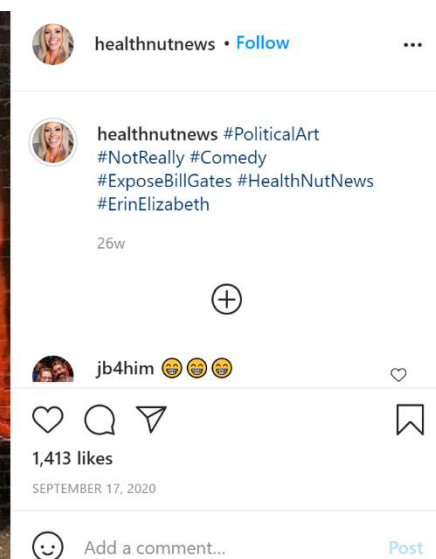 healthnutnews • Follow
healthnutnews #PoliticalArt
#NotReally #Comedy
#ExposeBillGates #HealthNutNews
#ErinElizabeth
26w
jb4him 😁😁😁
1,413 likes
SEPTEMBER 17, 2020
Add a comment...
Post